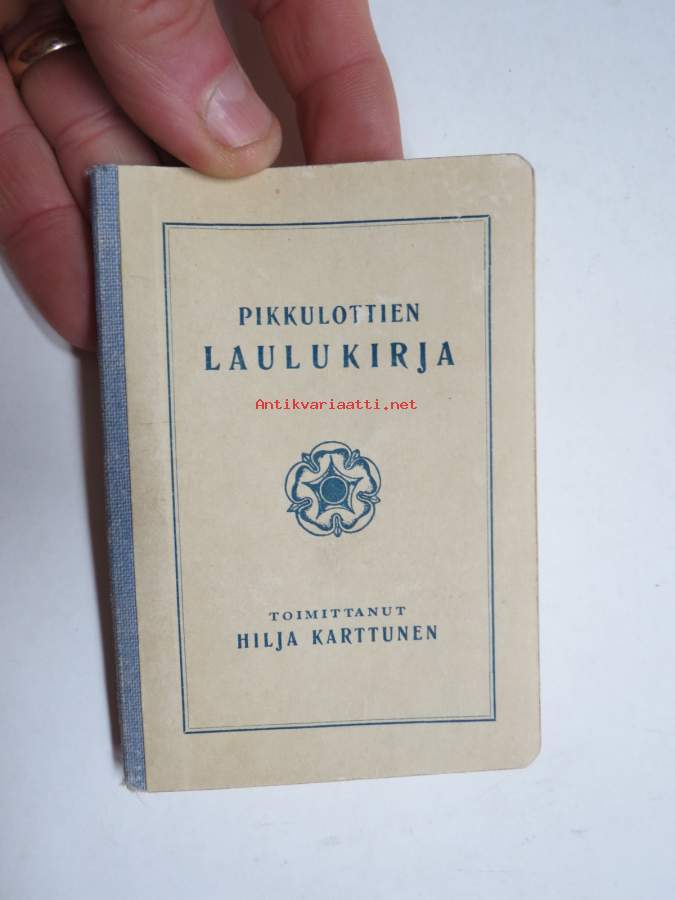 PIKKULOTTIEN
LAULUKIRJA
Antikvariaatti.net
TOIMITTANUT
HILJA KARTTUNEN